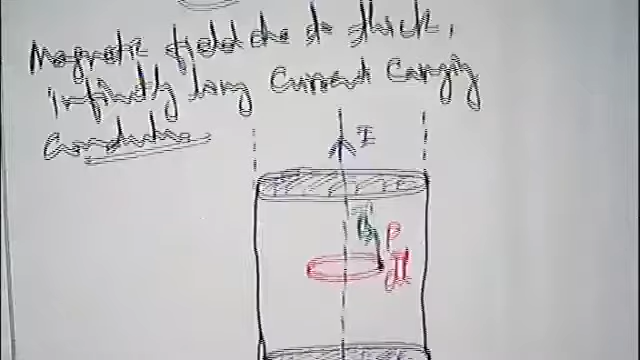 Magnetic field due to thick,
infinitely long Current Carrying
conductor
I
B
P
dl